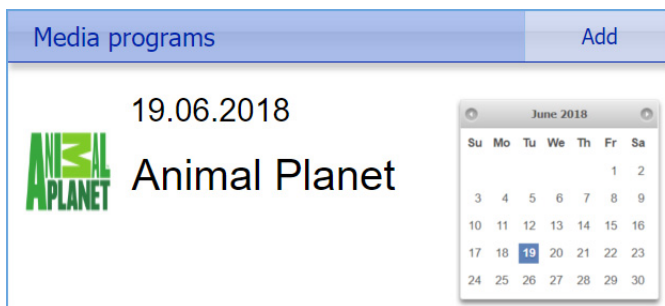 Media programs
Add
19.06.2018
ANIMAL
PLANET
Animal Planet
June 2018
Su Mo Tu We Th Fr Sa
1 2
3 4 5 6 7 8 9
10 11 12 13 14 15 16
17 18 19 20 21 22 23
24 25 26 27 28 29 30